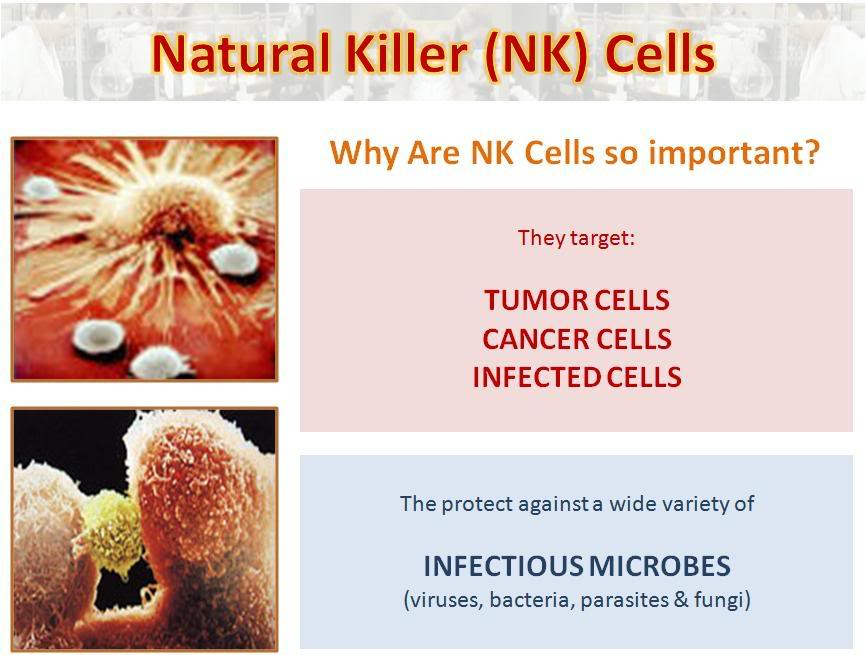 Natural Killer (NK) Cells
Why Are NK Cells so important?
They target:
TUMOR CELLS
CANCER CELLS
INFECTED CELLS
The protect against a wide variety of
INFECTIOUS MICROBES
(viruses, bacteria, parasites & fungi)